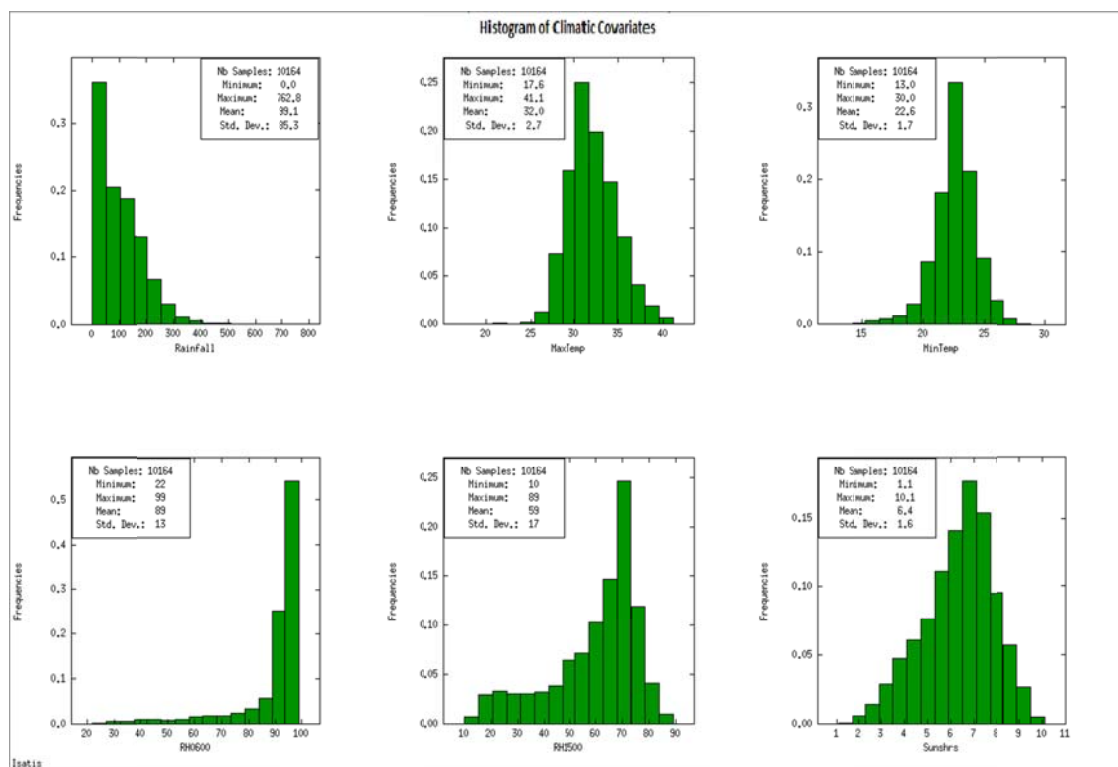 Histogram of Climatic Covariates
Nb Samples: 10164
Minimum: 0.0
Maximum: 762.8
Mean: 99.1
Std. Dev.: 95.3
0.3
0.2
0.1
0.0
Frequencies
0 100 200 300 400 500 600 700 800
Rainfall
Nb Samples: 10164
Minimum: 17.6
Maximum: 41.1
Mean: 32.0
Std. Dev.: 2.7
0.25
0.20
0.15
0.10
0.05
0.00
Frequencies
20 25 30 35 40
MaxTemp
Nb Samples: 10164
Minimum: 13.0
Maximum: 30.0
Mean: 22.6
Std. Dev.: 1.7
0.3
0.2
0.1
0.0
Frequencies
15 20 25 30
MinTemp
Nb Samples: 10164
Minimum: 22
Maximum: 99
Mean: 89
Std. Dev.: 13
0.5
0.4
0.3
0.2
0.1
0.0
Frequencies
20 30 40 50 60 70 80 90 100
RH0600
Nb Samples: 10164
Minimum: 10
Maximum: 89
Mean: 59
Std. Dev.: 17
0.25
0.20
0.15
0.10
0.05
0.00
Frequencies
10 20 30 40 50 60 70 80 90
RH1500
Nb Samples: 10164
Minimum: 1.1
Maximum: 10.1
Mean: 6.4
Std. Dev.: 1.6
0.15
0.10
0.05
0.00
Frequencies
1 2 3 4 5 6 7 8 9 10 11
Sunshrs
Isatis